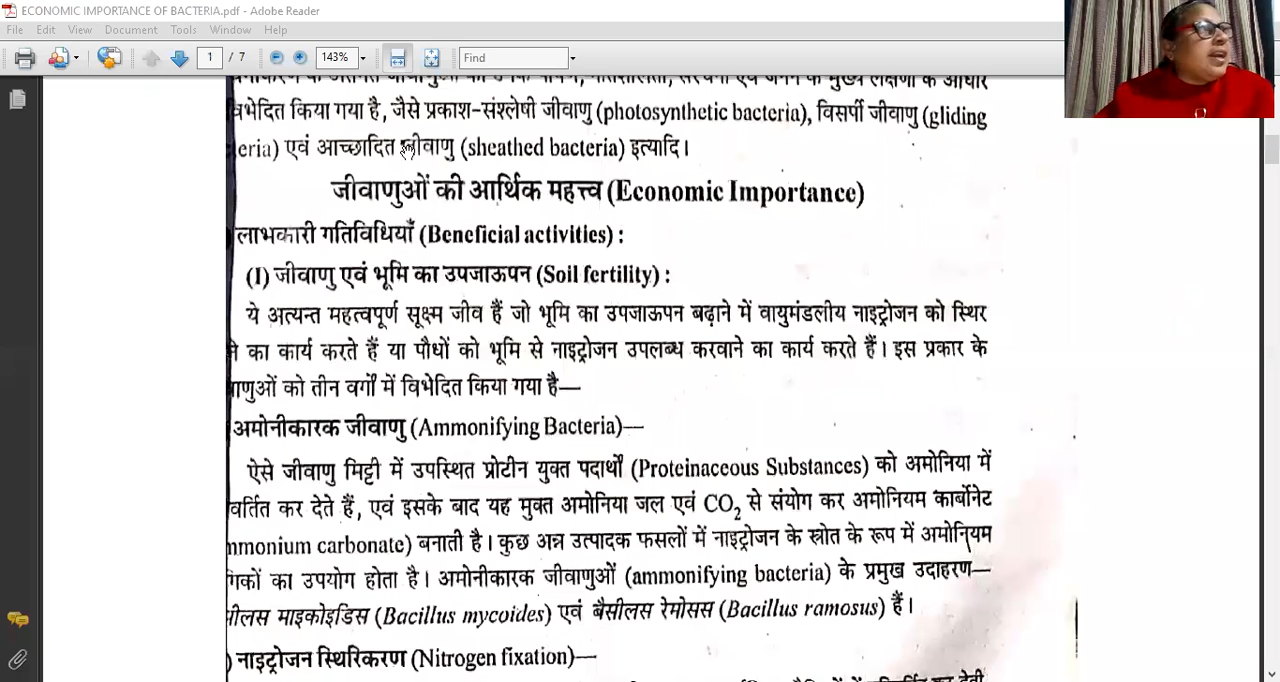 ECONOMIC IMPORTANCE OF BACTERIA.pdf - Adobe Reader
File Edit View Document Tools Window Help
1 / 7 143% Find
विभेदित किया गया है, जैसे प्रकाश-संश्लेषी जीवाणु (photosynthetic bacteria), विसर्पी जीवाणु (gliding
teria) एवं आच्छादित जीवाणु (sheathed bacteria) इत्यादि।
जीवाणुओं की आर्थिक महत्त्व (Economic Importance)
लाभकारी गतिविधियाँ (Beneficial activities) :
(I) जीवाणु एवं भूमि का उपजाऊपन (Soil fertility) :
ये अत्यन्त महत्वपूर्ण सूक्ष्म जीव हैं जो भूमि का उपजाऊपन बढ़ाने में वायुमंडलीय नाइट्रोजन को स्थिर
का कार्य करते हैं या पौधों को भूमि से नाइट्रोजन उपलब्ध करवाने का कार्य करते हैं। इस प्रकार के
ाणुओं को तीन वर्गों में विभेदित किया गया है—
अमोनीकारक जीवाणु (Ammonifying Bacteria)—
ऐसे जीवाणु मिट्टी में उपस्थित प्रोटीन युक्त पदार्थों (Proteinaceous Substances) को अमोनिया में
वर्तित कर देते हैं, एवं इसके बाद यह मुक्त अमोनिया जल एवं CO₂ से संयोग कर अमोनियम कार्बोनेट
mmonium carbonate) बनाती है। कुछ अन्न उत्पादक फसलों में नाइट्रोजन के स्रोत के रूप में अमोनियम
गिकों का उपयोग होता है। अमोनीकारक जीवाणुओं (ammonifying bacteria) के प्रमुख उदाहरण—
सीलस माइकोइडिस (Bacillus mycoides) एवं बैसीलस रेमोसस (Bacillus ramosus) हैं।
) नाइट्रोजन स्थिरिकरण (Nitrogen fixation)—